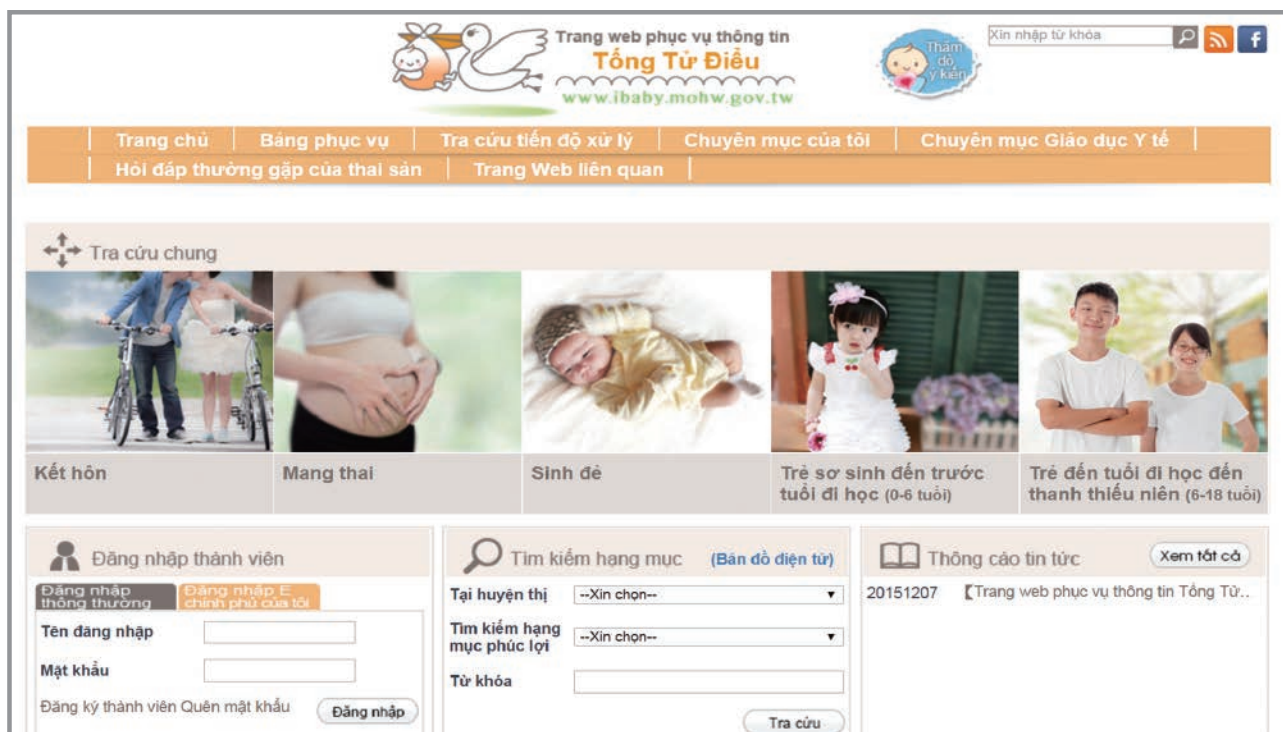 Trang web phục vụ thông tin
Tống Tử Điều
www.ibaby.mohw.gov.tw
Thăm
dò
ý kiến
Xin nhập từ khóa
Trang chủ
Bảng phục vụ
Tra cứu tiến độ xử lý
Chuyên mục của tôi
Chuyên mục Giáo dục Y tế
Hỏi đáp thường gặp của thai sản
Trang Web liên quan
Tra cứu chung
Kết hôn
Mang thai
Sinh đẻ
Trẻ sơ sinh đến trước
tuổi đi học (0-6 tuổi)
Trẻ đến tuổi đi học đến
thanh thiếu niên (6-18 tuổi)
Đăng nhập thành viên
Đăng nhập
thông thường
Đăng nhập E
chính phủ của tôi
Tên đăng nhập
Mật khẩu
Đăng ký thành viên Quên mật khẩu
Đăng nhập
Tìm kiếm hạng mục
(Bản đồ điện tử)
Tại huyện thị
--Xin chọn--
Tìm kiếm hạng
mục phúc lợi
--Xin chọn--
Từ khóa
Tra cứu
Thông cáo tin tức
Xem tất cả
20151207
【Trang web phục vụ thông tin Tống Tử..